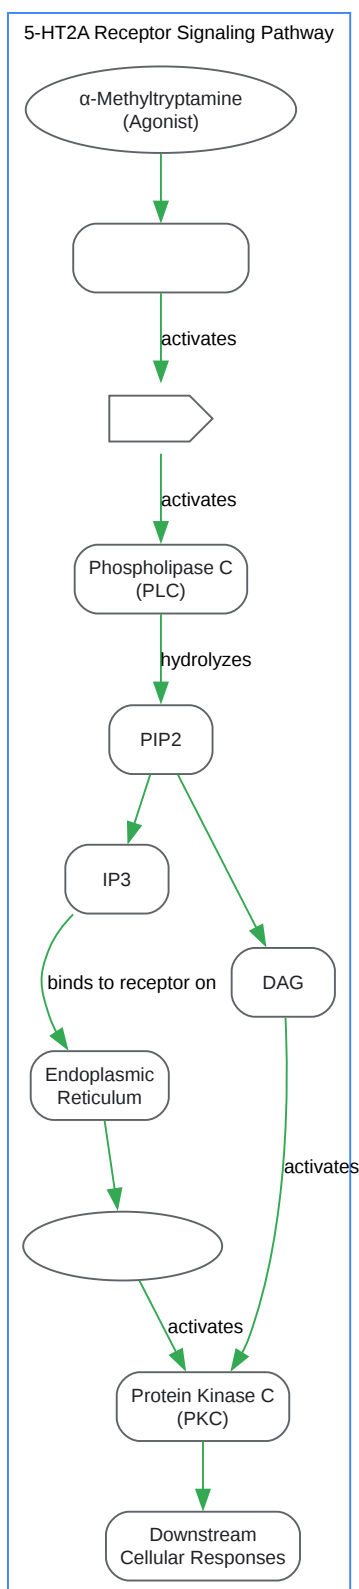 5-HT2A Receptor Signaling Pathway
α-Methyltryptamine
(Agonist)
activates
activates
Phospholipase C
(PLC)
hydrolyzes
PIP2
IP3
binds to receptor on
DAG
Endoplasmic
Reticulum
activates
activates
Protein Kinase C
(PKC)
Downstream
Cellular Responses